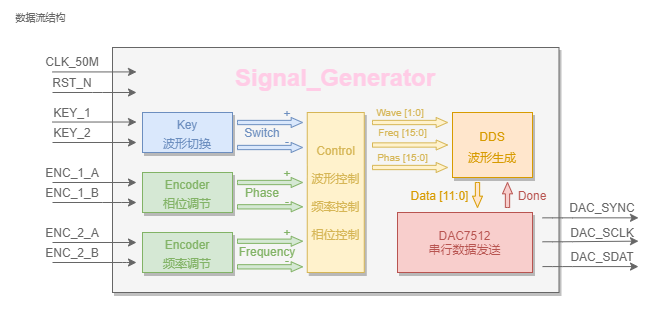 数据流结构
Signal_Generator
CLK_50M
RST_N
KEY_1
KEY_2
ENC_1_A
ENC_1_B
ENC_2_A
ENC_2_B
Key
波形切换
+
Switch
-
Encoder
相位调节
+
Phase
-
Encoder
频率调节
+
Frequency
-
Control
波形控制
频率控制
相位控制
Wave [1:0]
Freq [15:0]
Phas [15:0]
DDS
波形生成
Data [11:0]
Done
DAC7512
串行数据发送
DAC_SYNC
DAC_SCLK
DAC_SDAT